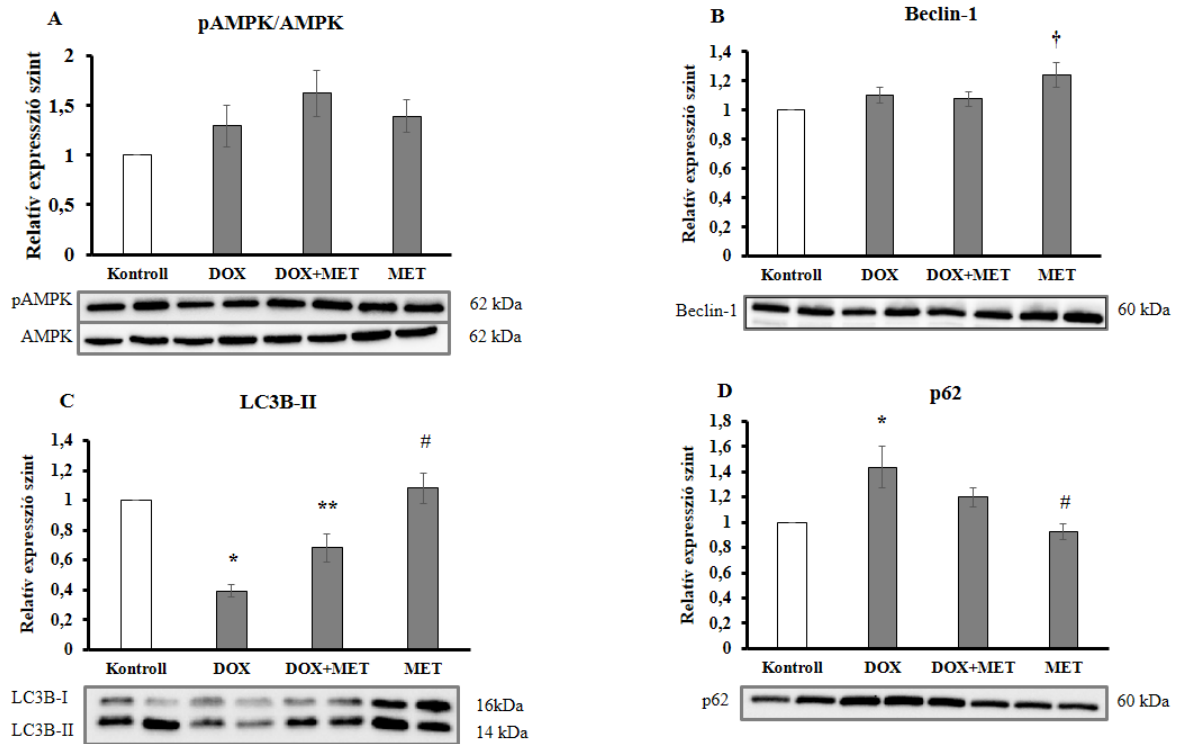 A
pAMPK/AMPK
Relatív expresszió szint
2
1,5
1
0,5
0
Kontroll DOX DOX+MET MET
pAMPK 62 kDa
AMPK 62 kDa
B
Beclin-1
Relatív expresszió szint
1,4
1,2
1
0,8
0,6
0,4
0,2
0
†
Kontroll DOX DOX+MET MET
Beclin-1 60 kDa
C
LC3B-II
Relatív expresszió szint
1,4
1,2
1
0,8
0,6
0,4
0,2
0
* ** #
Kontroll DOX DOX+MET MET
LC3B-I 16kDa
LC3B-II 14 kDa
D
p62
Relatív expresszió szint
1,8
1,6
1,4
1,2
1
0,8
0,6
0,4
0,2
0
* #
Kontroll DOX DOX+MET MET
p62 60 kDa